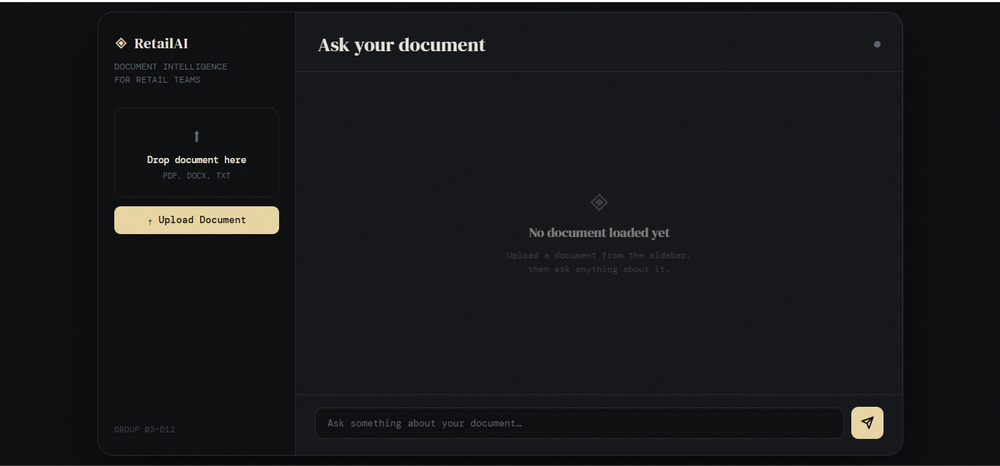 RetailAI
DOCUMENT INTELLIGENCE
FOR RETAIL TEAMS
Drop document here
PDF, DOCX, TXT
↑ Upload Document
GROUP 03-D12
Ask your document
No document loaded yet
Upload a document from the sidebar,
then ask anything about it.
Ask something about your document…